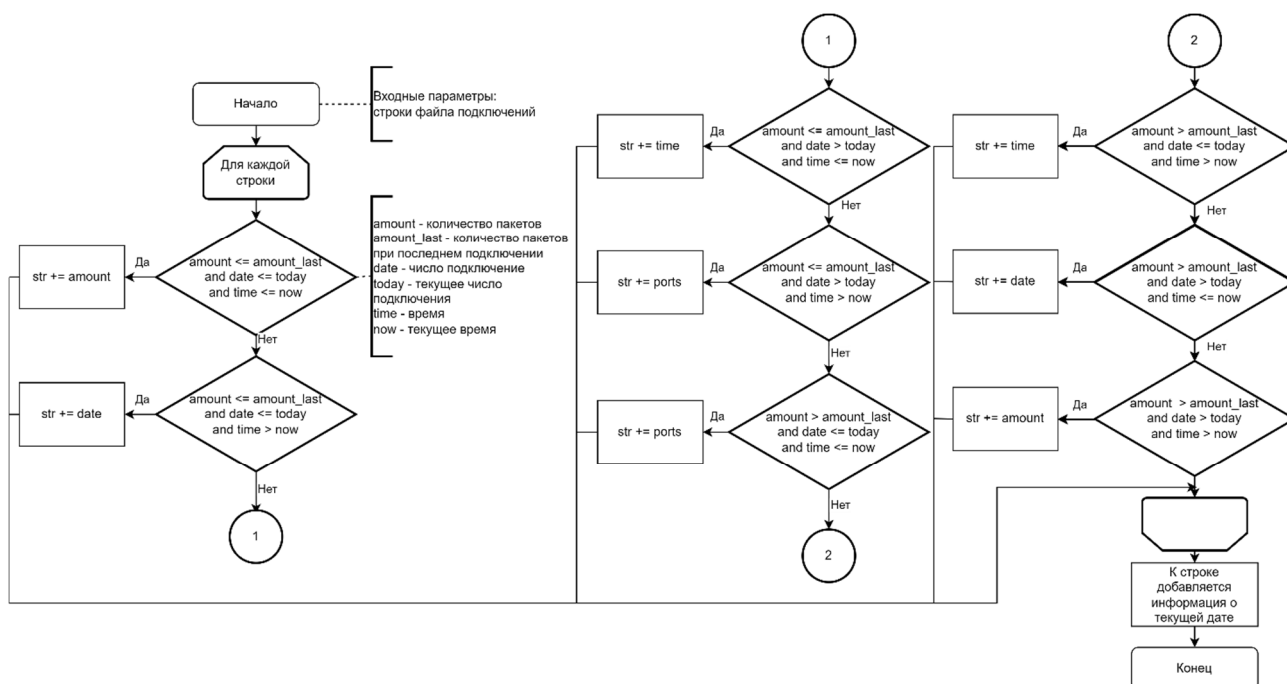 Начало
Входные параметры:
строки файла подключений
Для каждой
строки
amount <= amount_last
and date <= today
and time <= now
Да
str += amount
amount - количество пакетов
amount_last - количество пакетов
при последнем подключении
date - число подключение
today - текущее число
подключения
time - время
now - текущее время
Нет
amount <= amount_last
and date <= today
and time > now
Да
str += date
Нет
1
1
amount <= amount_last
and date > today
and time <= now
Да
str += time
Нет
amount <= amount_last
and date > today
and time > now
Да
str += ports
Нет
amount > amount_last
and date <= today
and time <= now
Да
str += ports
Нет
2
2
amount > amount_last
and date <= today
and time > now
Да
str += time
Нет
amount > amount_last
and date > today
and time <= now
Да
str += date
Нет
amount > amount_last
and date > today
and time > now
Да
str += amount
Нет
К строке
добавляется
информация о
текущей дате
Конец